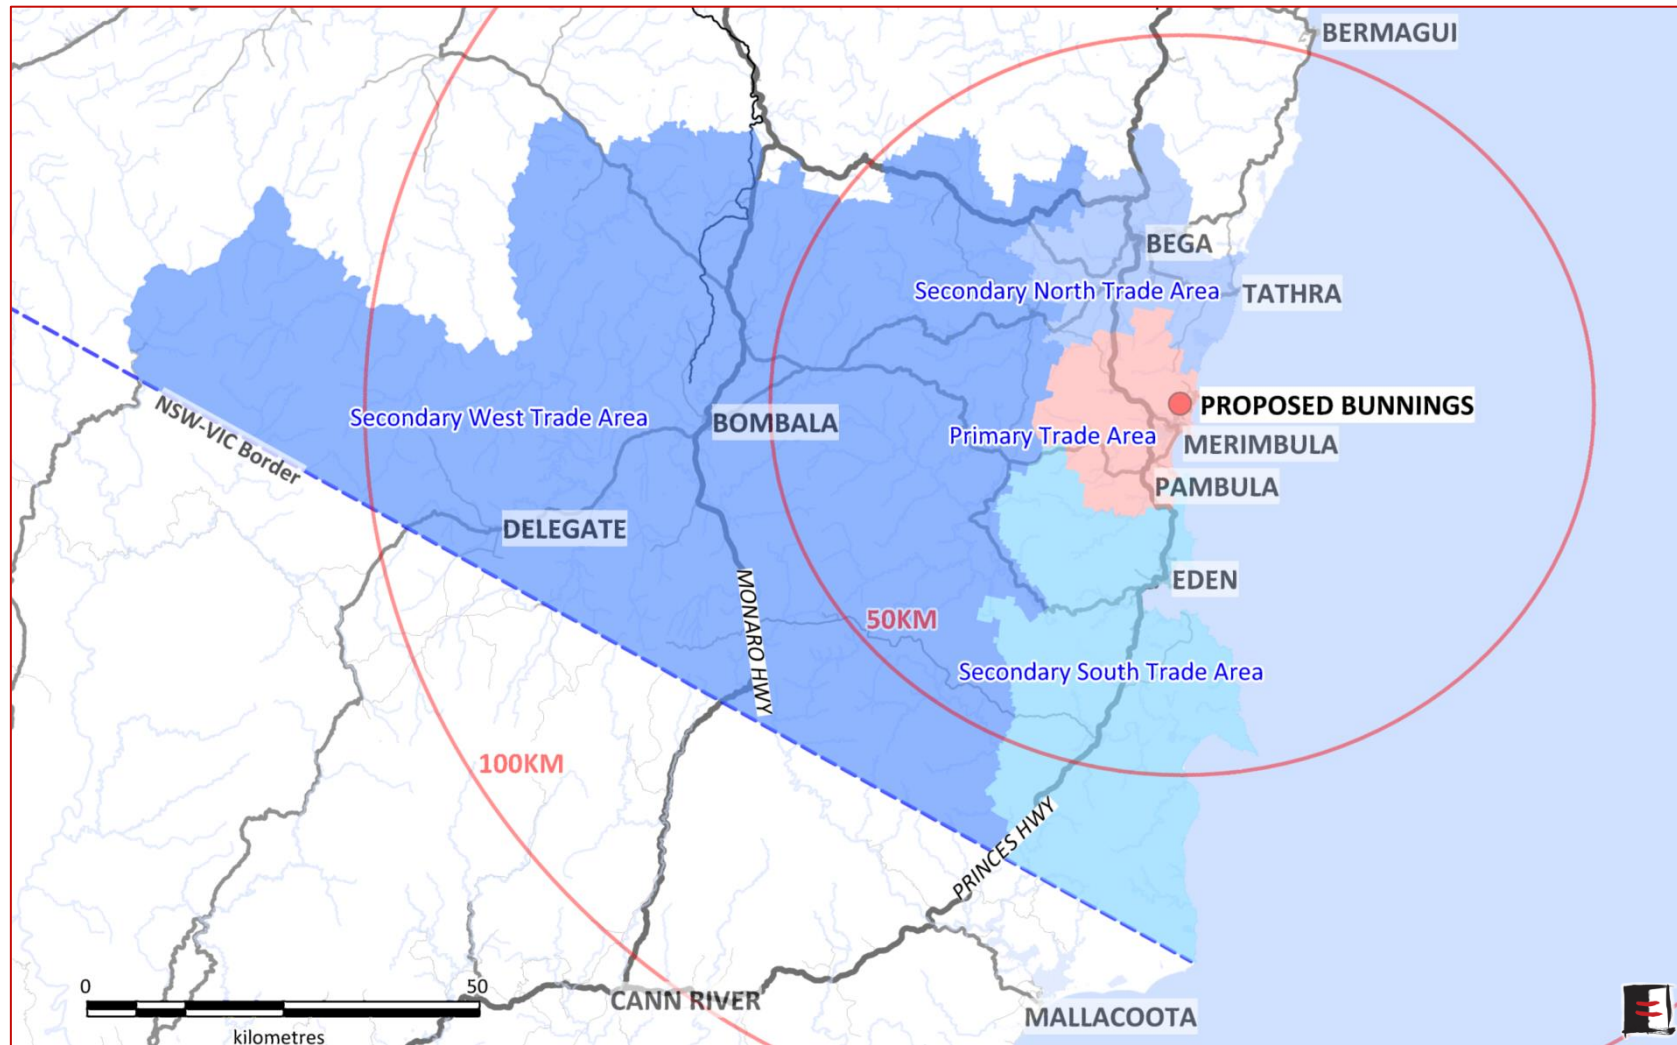 BERMAGUI
BEGA
Secondary North Trade Area
TATHRA
PROPOSED BUNNINGS
NSW-VIC Border
Secondary West Trade Area
BOMBALA
Primary Trade Area
MERIMBULA
PAMBULA
DELEGATE
EDEN
MONARO HWY
50KM
Secondary South Trade Area
100KM
PRINCES HWY
0
50
kilometres
CANN RIVER
MALLACOOTA